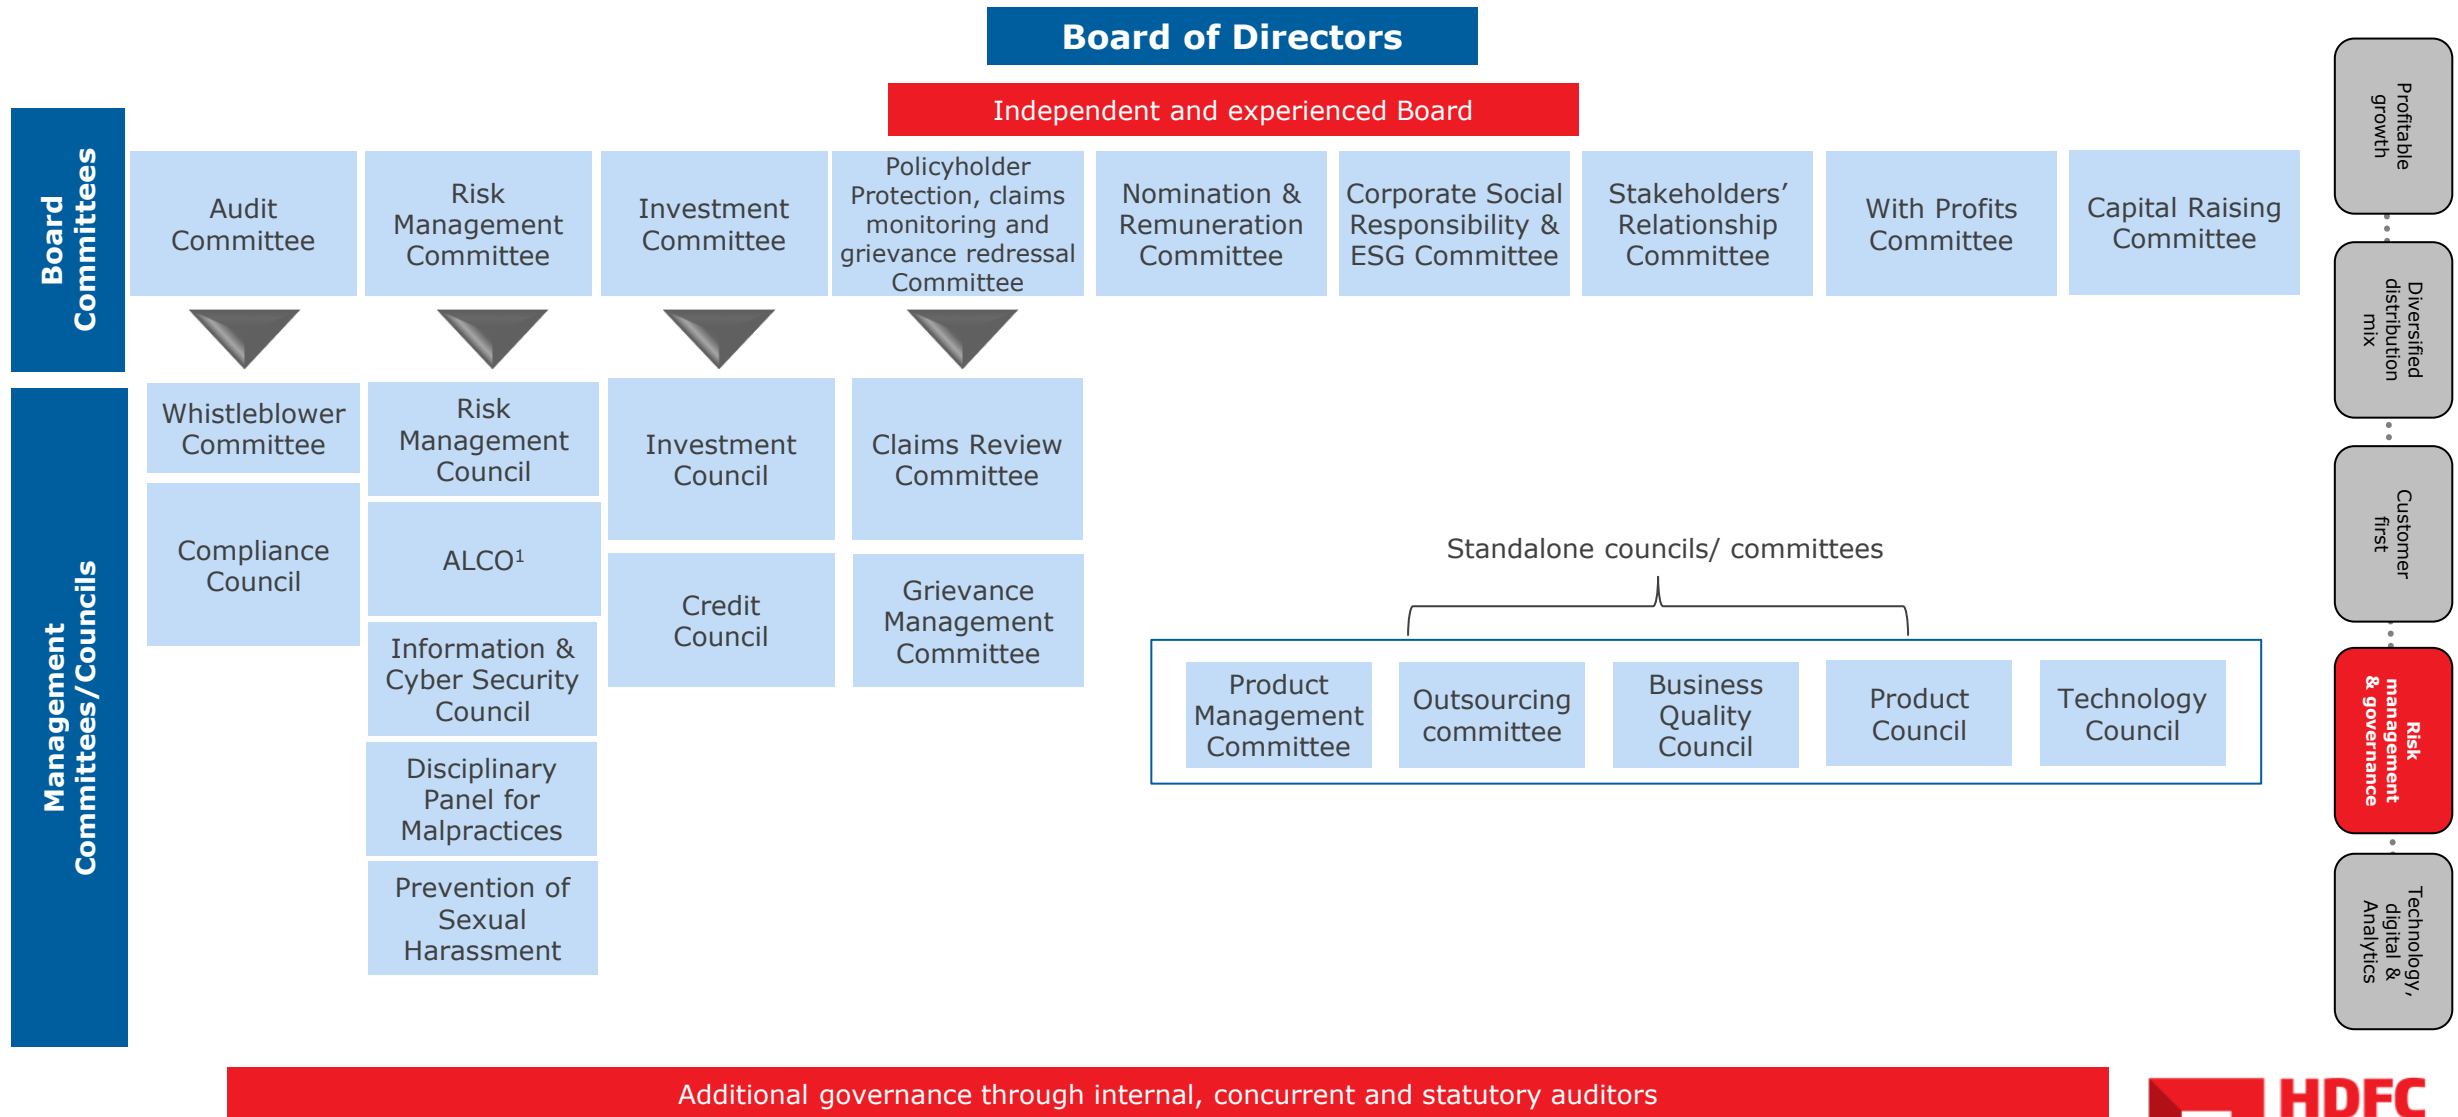 Board of Directors
Independent and experienced Board
Board
Committees
Audit
Committee
Risk
Management
Committee
Investment
Committee
Policyholder
Protection, claims
monitoring and
grievance redressal
Committee
Nomination &
Remuneration
Committee
Corporate Social
Responsibility &
ESG Committee
Stakeholders’
Relationship
Committee
With Profits
Committee
Capital Raising
Committee
Management
Committees/Councils
Whistleblower
Committee
Compliance
Council
Risk
Management
Council
ALCO¹
Information &
Cyber Security
Council
Disciplinary
Panel for
Malpractices
Prevention of
Sexual
Harassment
Investment
Council
Credit
Council
Claims Review
Committee
Grievance
Management
Committee
Standalone councils/ committees
Product
Management
Committee
Outsourcing
committee
Business
Quality
Council
Product
Council
Technology
Council
Profitable
growth
Diversified
distribution
mix
Customer
first
Risk
management
& governance
Technology,
digital &
Analytics
Additional governance through internal, concurrent and statutory auditors
HDFC